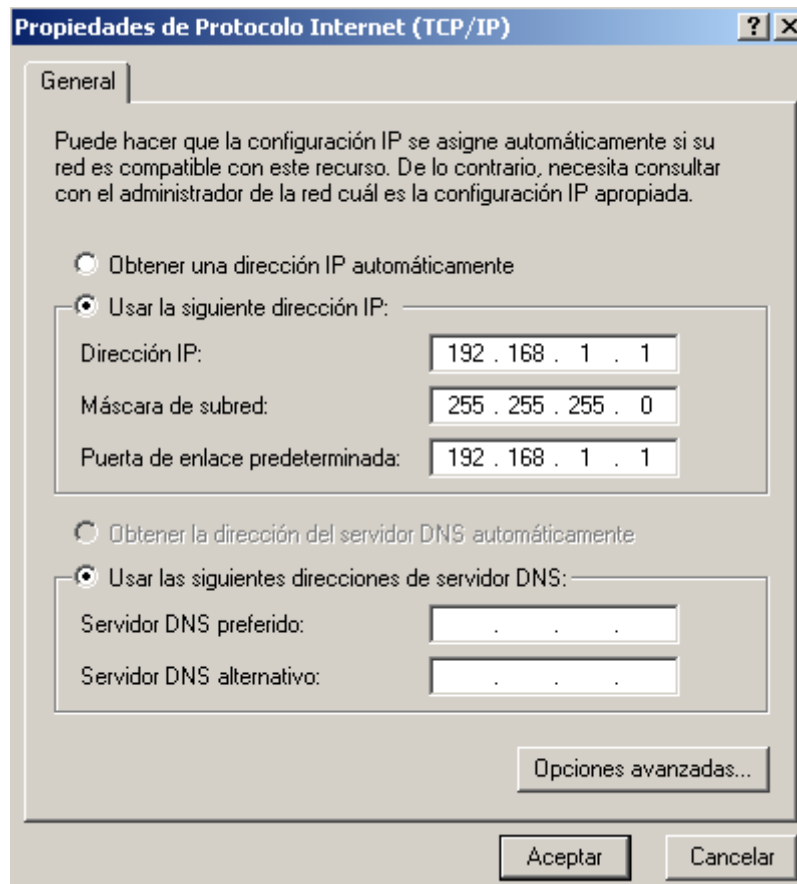 Propiedades de Protocolo Internet (TCP/IP)
General
Puede hacer que la configuración IP se asigne automáticamente si su
red es compatible con este recurso. De lo contrario, necesita consultar
con el administrador de la red cuál es la configuración IP apropiada.
Obtener una dirección IP automáticamente
Usar la siguiente dirección IP:
Dirección IP: 192 . 168 . 1 . 1
Máscara de subred: 255 . 255 . 255 . 0
Puerta de enlace predeterminada: 192 . 168 . 1 . 1
Obtener la dirección del servidor DNS automáticamente
Usar las siguientes direcciones de servidor DNS:
Servidor DNS preferido: . . .
Servidor DNS alternativo: . . .
Opciones avanzadas...
Aceptar Cancelar